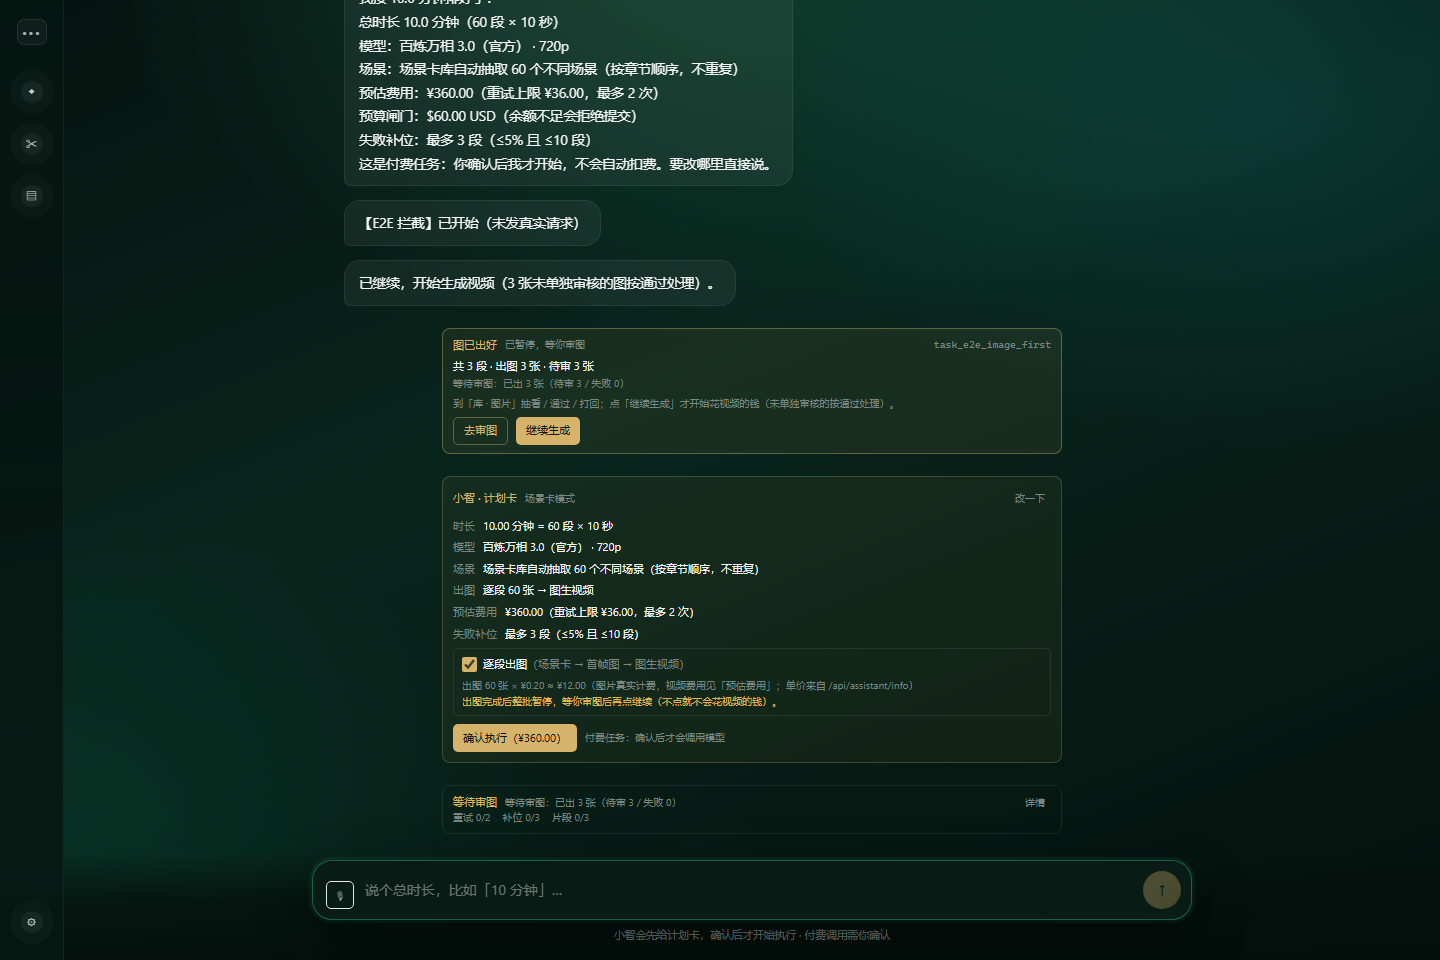 总时长 10.0 分钟（60 段 × 10 秒）
模型：百炼万相 3.0（官方） · 720p
场景：场景卡库自动抽取 60 个不同场景（按章节顺序，不重复）
预估费用：¥360.00（重试上限 ¥36.00，最多 2 次）
预算闸门：$60.00 USD（余额不足会拒绝提交）
失败补位：最多 3 段（≤5% 且 ≤10 段）
这是付费任务：你确认后我才开始，不会自动扣费。要改哪里直接说。
【E2E 拦截】已开始（未发真实请求）
已继续，开始生成视频（3 张未单独审核的图按通过处理）。
图已出好 已暂停，等你审图 task_e2e_image_first
共 3 段 · 出图 3 张 · 待审 3 张
等待审图：已出 3 张（待审 3 / 失败 0）
到「库 · 图片」抽看 / 通过 / 打回；点「继续生成」才开始花视频的钱（未单独审核的按通过处理）。
去审图 继续生成
小智 · 计划卡 场景卡模式 改一下
时长 10.00 分钟 = 60 段 × 10 秒
模型 百炼万相 3.0（官方） · 720p
场景 场景卡库自动抽取 60 个不同场景（按章节顺序，不重复）
出图 逐段 60 张 → 图生视频
预估费用 ¥360.00（重试上限 ¥36.00，最多 2 次）
失败补位 最多 3 段（≤5% 且 ≤10 段）
逐段出图（场景卡 → 首帧图 → 图生视频）
出图 60 张 × ¥0.20 ≈ ¥12.00（图片真实计费，视频费用见「预估费用」；单价来自 /api/assistant/info）
出图完成后整批暂停，等你审图后再点继续（不点就不会花视频的钱）。
确认执行（¥360.00） 付费任务：确认后才会调用模型
等待审图 等待审图：已出 3 张（待审 3 / 失败 0） 详情
重试 0/2 补位 0/3 片段 0/3
说个总时长，比如「10 分钟」...
小智会先给计划卡，确认后才开始执行 · 付费调用需你确认